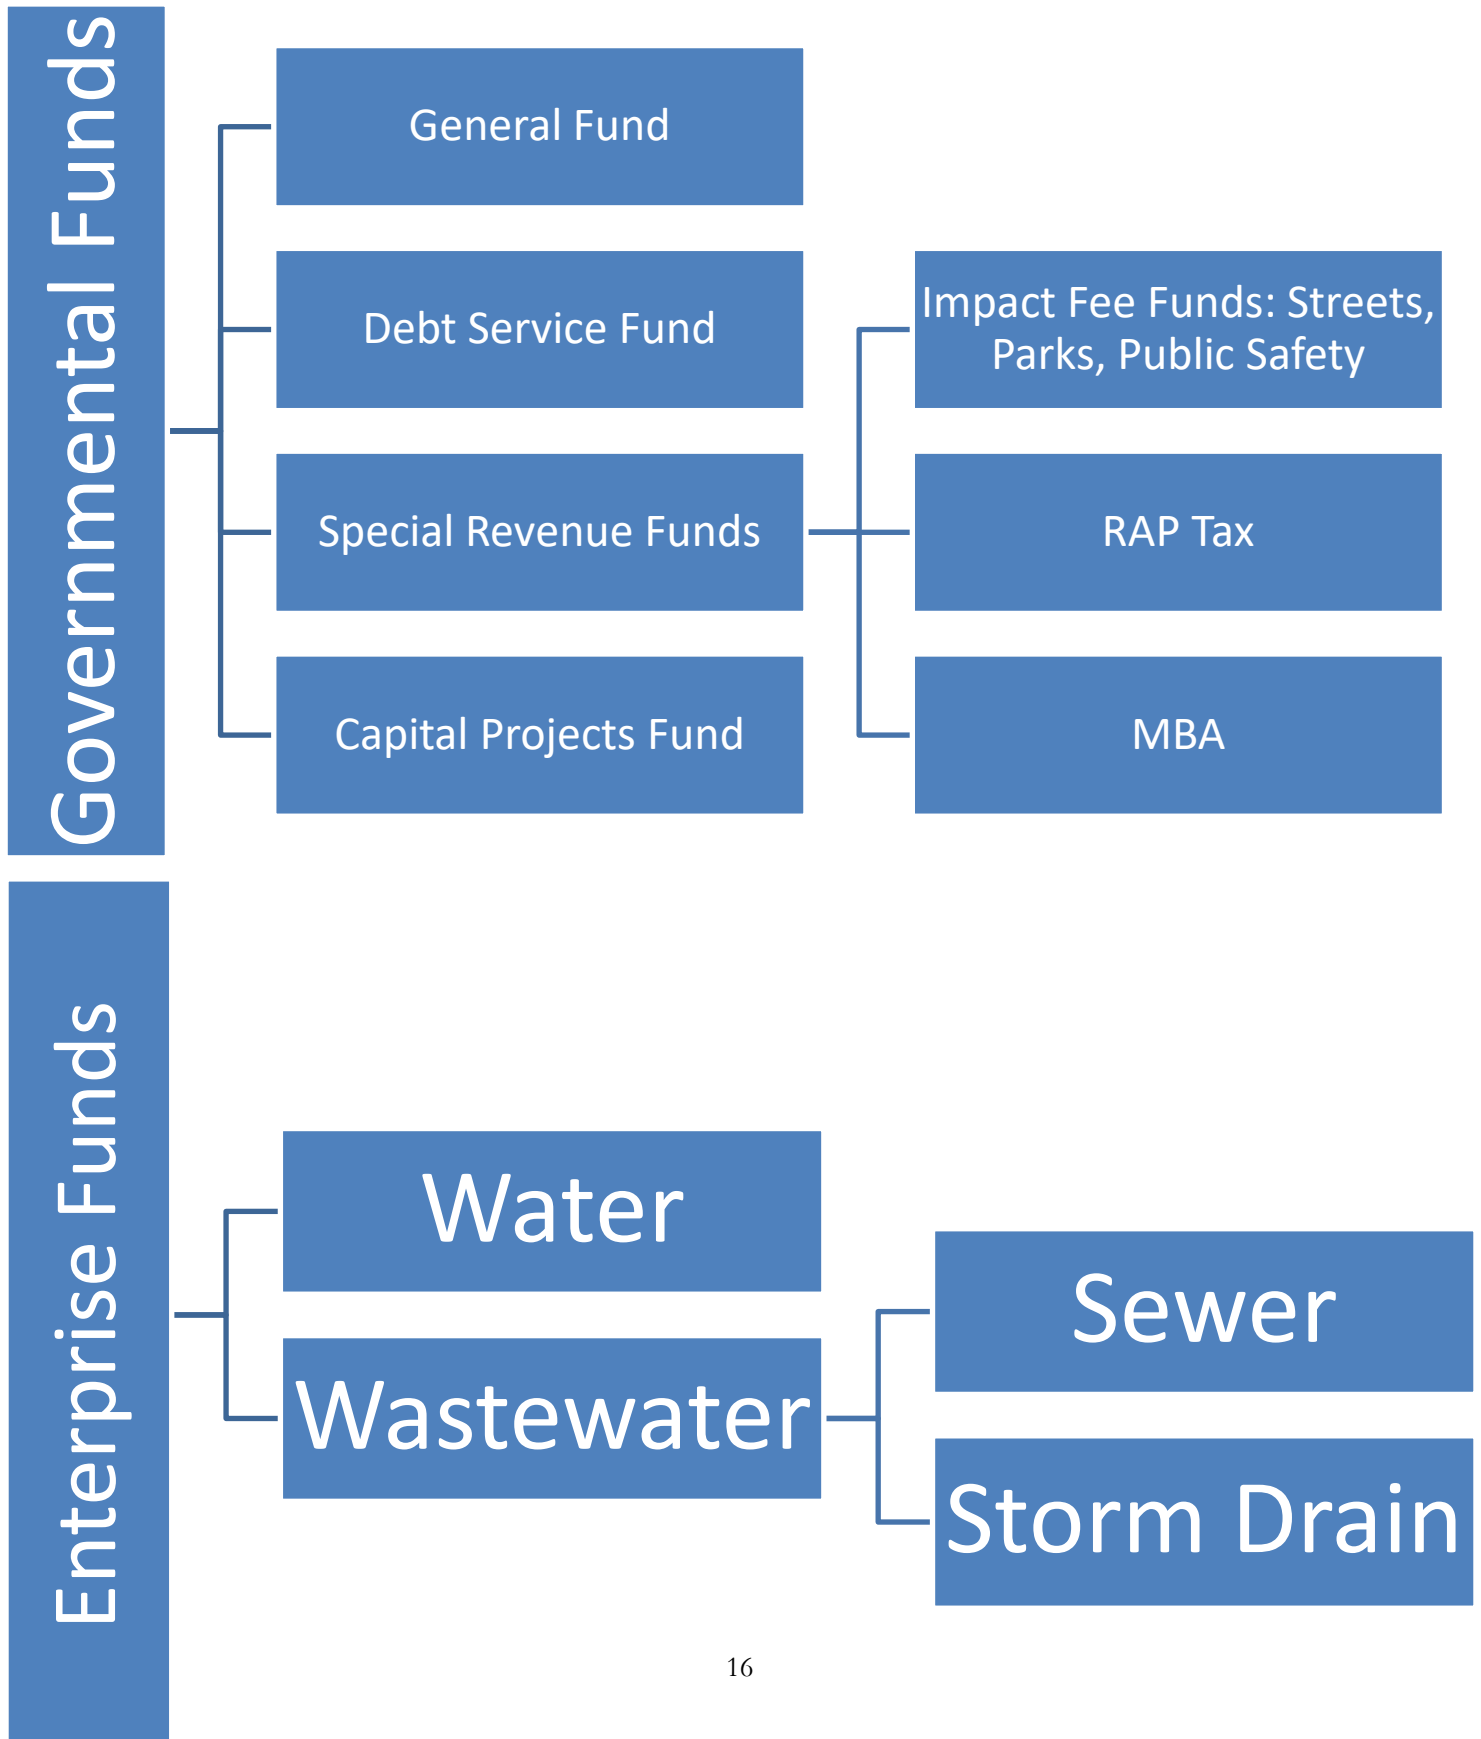 Governmental Funds
General Fund
Debt Service Fund
Special Revenue Funds
Capital Projects Fund
Impact Fee Funds: Streets,
Parks, Public Safety
RAP Tax
MBA
Enterprise Funds
Water
Wastewater
Sewer
Storm Drain
16